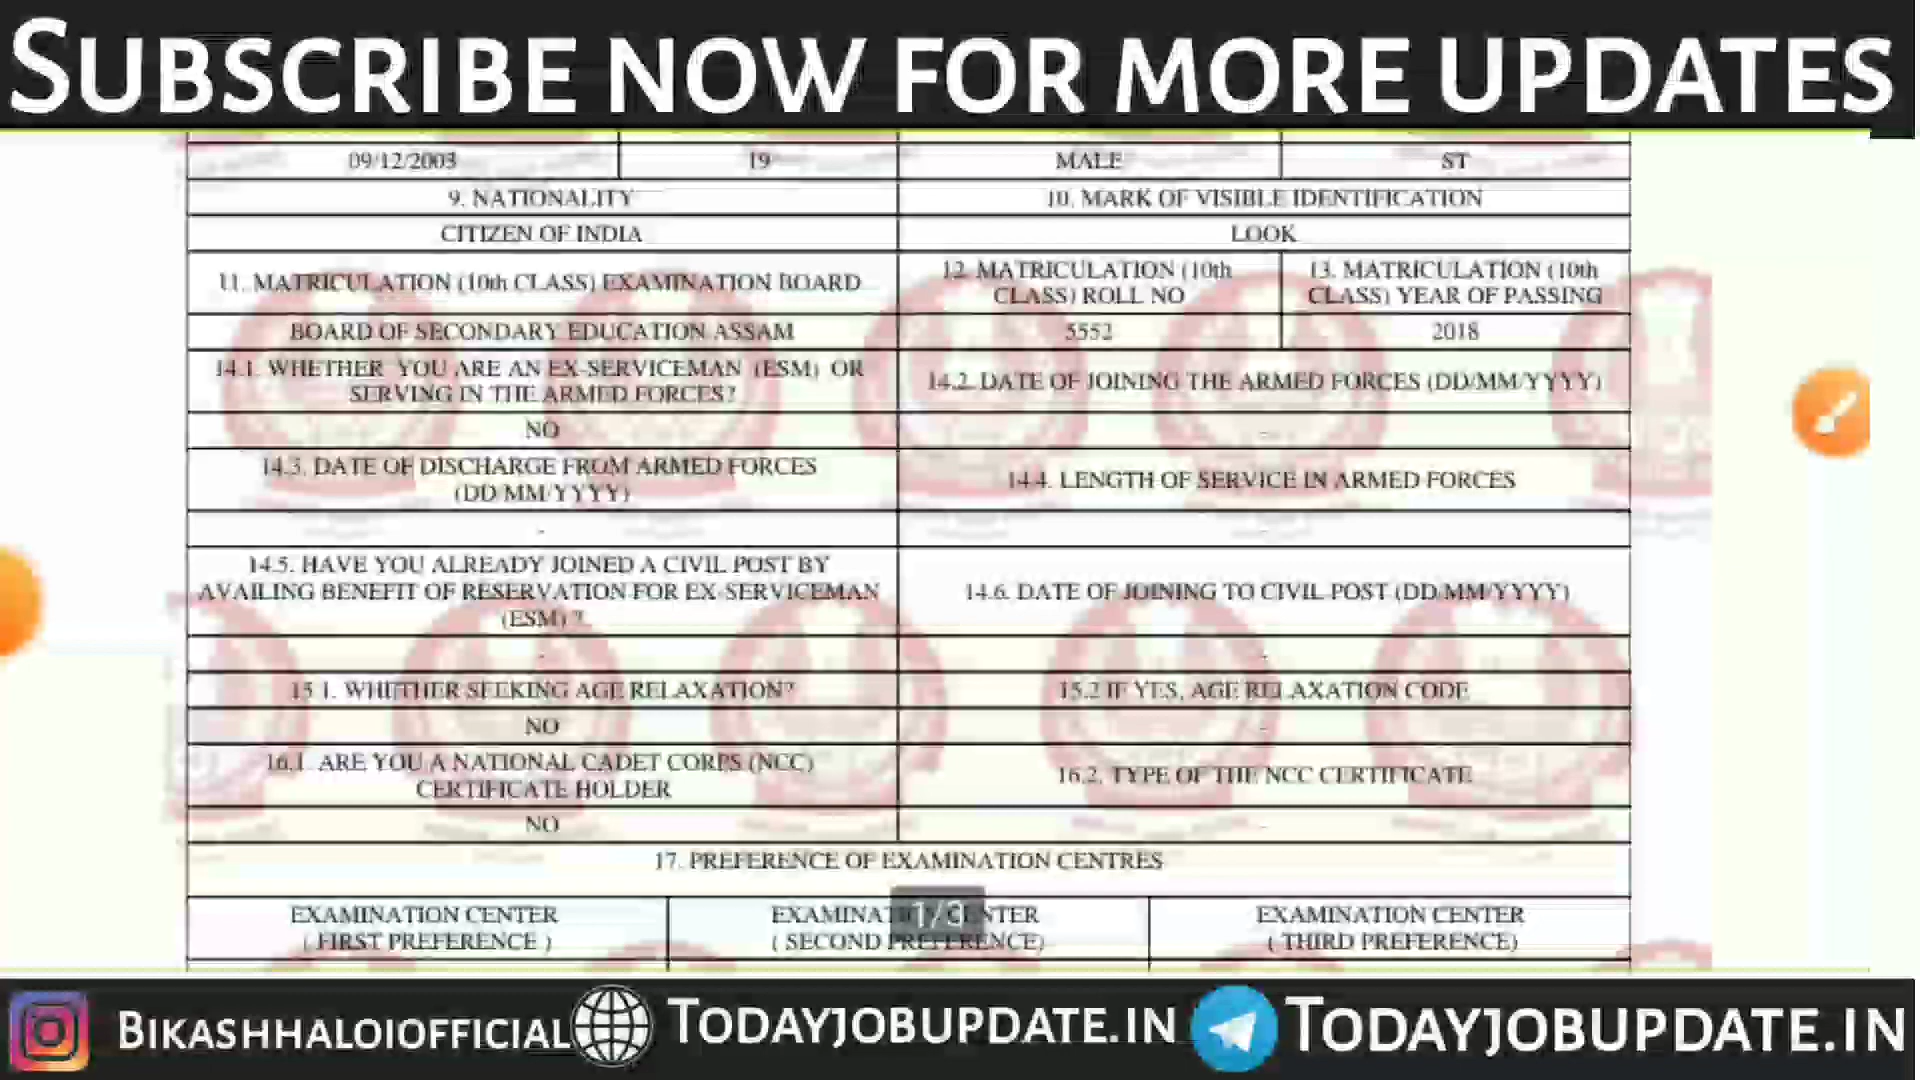 SUBSCRIBE NOW FOR MORE UPDATES
09/12/2003 19 MALE ST
9. NATIONALITY 10. MARK OF VISIBLE IDENTIFICATION
CITIZEN OF INDIA LOOK
11. MATRICULATION (10th CLASS) EXAMINATION BOARD
12. MATRICULATION (10th
CLASS) ROLL NO
13. MATRICULATION (10th
CLASS) YEAR OF PASSING
BOARD OF SECONDARY EDUCATION ASSAM 5552 2018
14.1. WHETHER YOU ARE AN EX-SERVICEMAN (ESM) OR
SERVING IN THE ARMED FORCES?
14.2. DATE OF JOINING THE ARMED FORCES (DD/MM/YYYY)
NO -
14.3. DATE OF DISCHARGE FROM ARMED FORCES
(DD/MM/YYYY)
14.4. LENGTH OF SERVICE IN ARMED FORCES
- -
14.5. HAVE YOU ALREADY JOINED A CIVIL POST BY
AVAILING BENEFIT OF RESERVATION FOR EX-SERVICEMAN
(ESM) ?
14.6. DATE OF JOINING TO CIVIL POST (DD/MM/YYYY)
- -
15.1. WHETHER SEEKING AGE RELAXATION? 15.2 IF YES, AGE RELAXATION CODE
NO -
16.1. ARE YOU A NATIONAL CADET CORPS (NCC)
CERTIFICATE HOLDER
16.2. TYPE OF THE NCC CERTIFICATE
NO -
17. PREFERENCE OF EXAMINATION CENTRES
EXAMINATION CENTER
( FIRST PREFERENCE )
EXAMINATION CENTER
( SECOND PREFERENCE)
EXAMINATION CENTER
( THIRD PREFERENCE)
1/3
BIKASHHALOIOFFICIAL TODAYJOBUPDATE.IN TODAYJOBUPDATE.IN